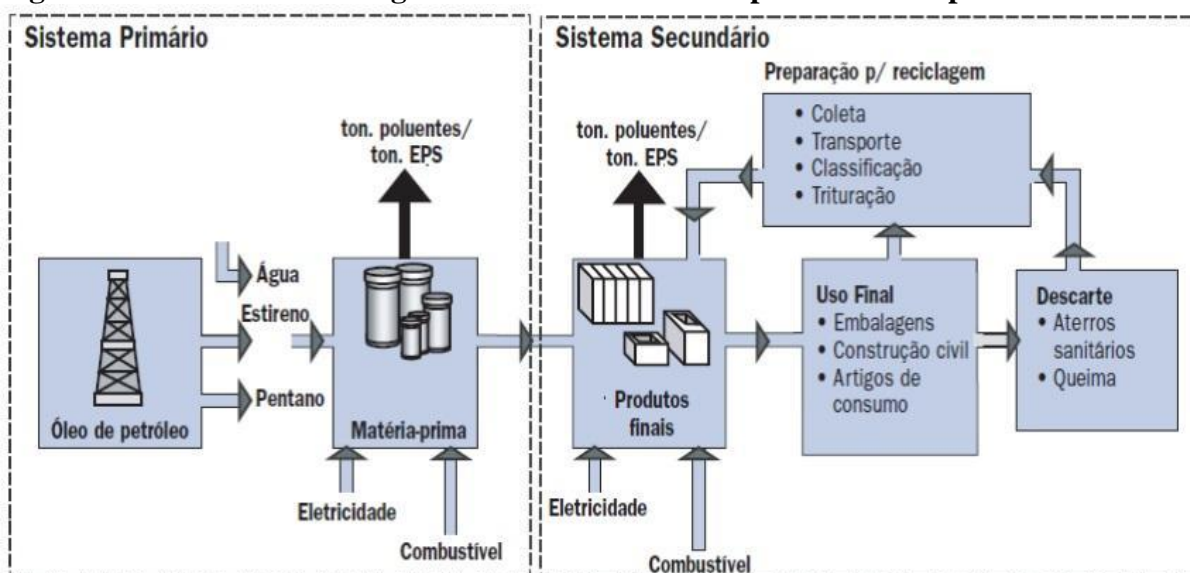 Sistema Primário
ton. poluentes/
ton. EPS
Água
Estireno
Pentano
Óleo de petróleo
Matéria-prima
Eletricidade
Combustível
Sistema Secundário
Preparação p/ reciclagem
• Coleta
• Transporte
• Classificação
• Trituração
ton. poluentes/
ton. EPS
Produtos
finais
Eletricidade
Combustível
Uso Final
• Embalagens
• Construção civil
• Artigos de
consumo
Descarte
• Aterros
sanitários
• Queima